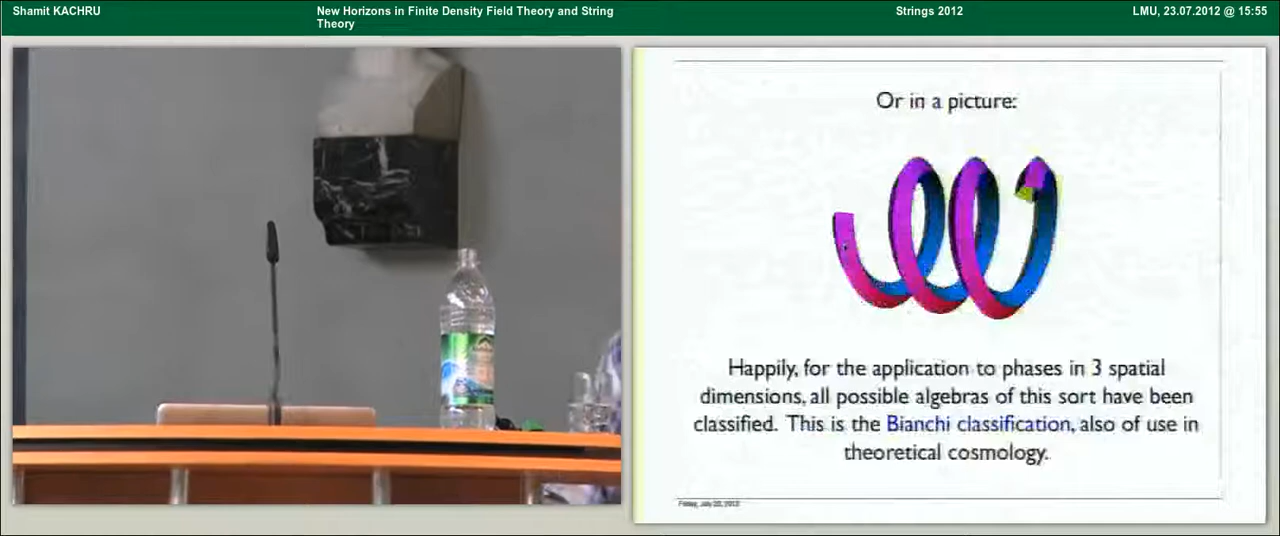 Shamit KACHRU
New Horizons in Finite Density Field Theory and String
Theory
Strings 2012
LMU, 23.07.2012 @ 15:55
Or in a picture:
Happily, for the application to phases in 3 spatial
dimensions, all possible algebras of this sort have been
classified. This is the Bianchi classification, also of use in
theoretical cosmology.